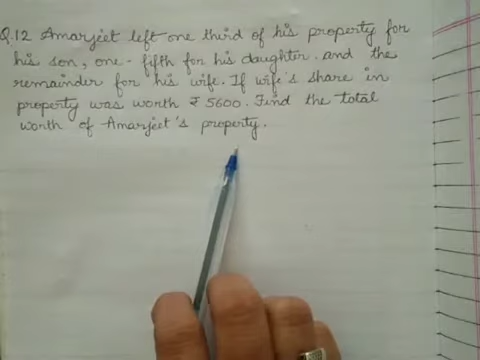 Q.12 Amarjeet left one third of his property for
his son, one-fifth for his daughter. and the
remainder for his wife. If wife's share in
property was worth ₹ 5600. Find the total
worth of Amarjeet's property.